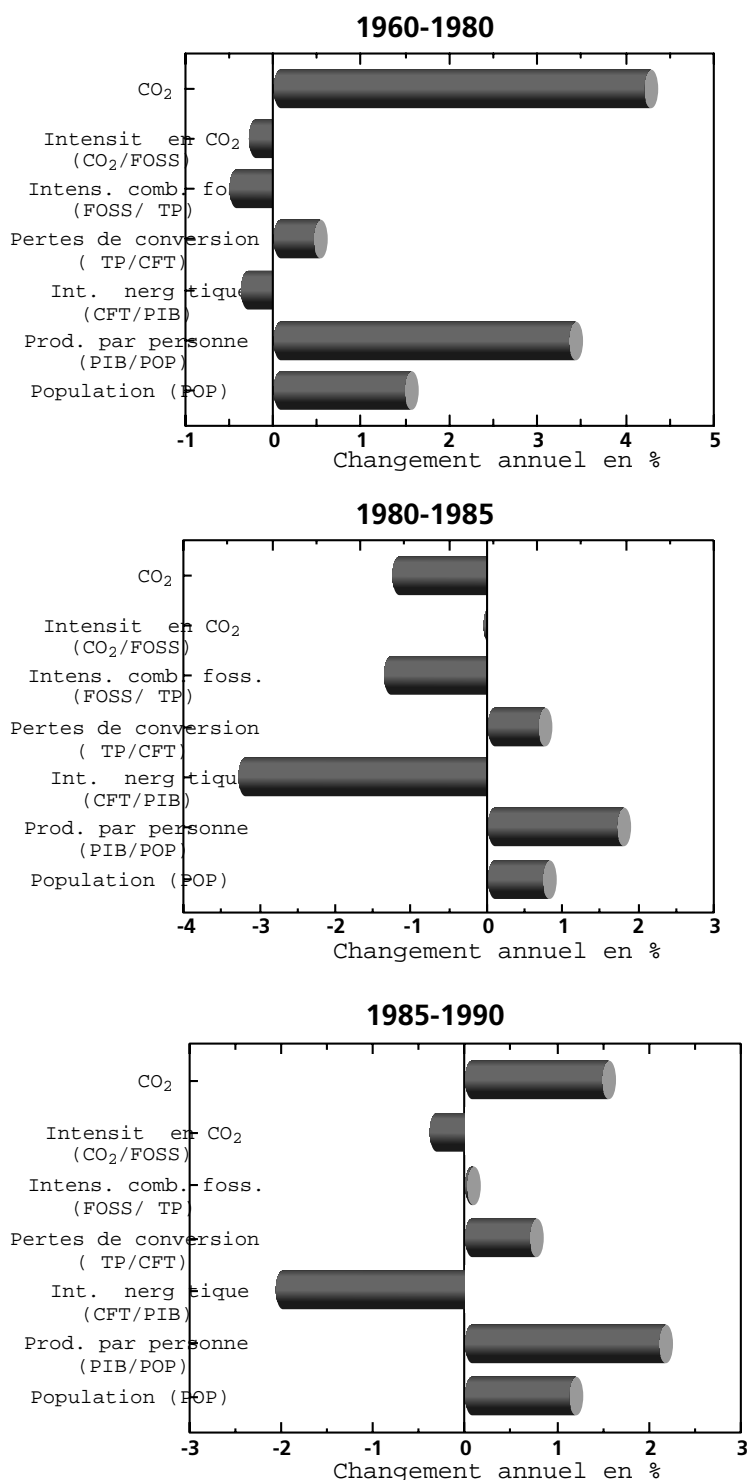 1960-1980
CO₂
Intensit en CO₂
(CO₂/FOSS)
Intens. comb. fo
(FOSS/ TP)
Pertes de conversion
( TP/CFT)
Int. nerg tique
(CFT/PIB)
Prod. par personne
(PIB/POP)
Population (POP)
-1 0 1 2 3 4 5
Changement annuel en %
1980-1985
CO₂
Intensit en CO₂
(CO₂/FOSS)
Intens. comb. foss.
(FOSS/ TP)
Pertes de conversion
( TP/CFT)
Int. nerg tiqu
(CFT/PIB)
Prod. par personne
(PIB/POP)
Population (POP)
-4 -3 -2 -1 0 1 2 3
Changement annuel en %
1985-1990
CO₂
Intensit en CO₂
(CO₂/FOSS)
Intens. comb. foss.
(FOSS/ TP)
Pertes de conversion
( TP/CFT)
Int. nerg tique
(CFT/PIB)
Prod. par personne
(PIB/POP)
Population (POP)
-3 -2 -1 0 1 2 3
Changement annuel en %